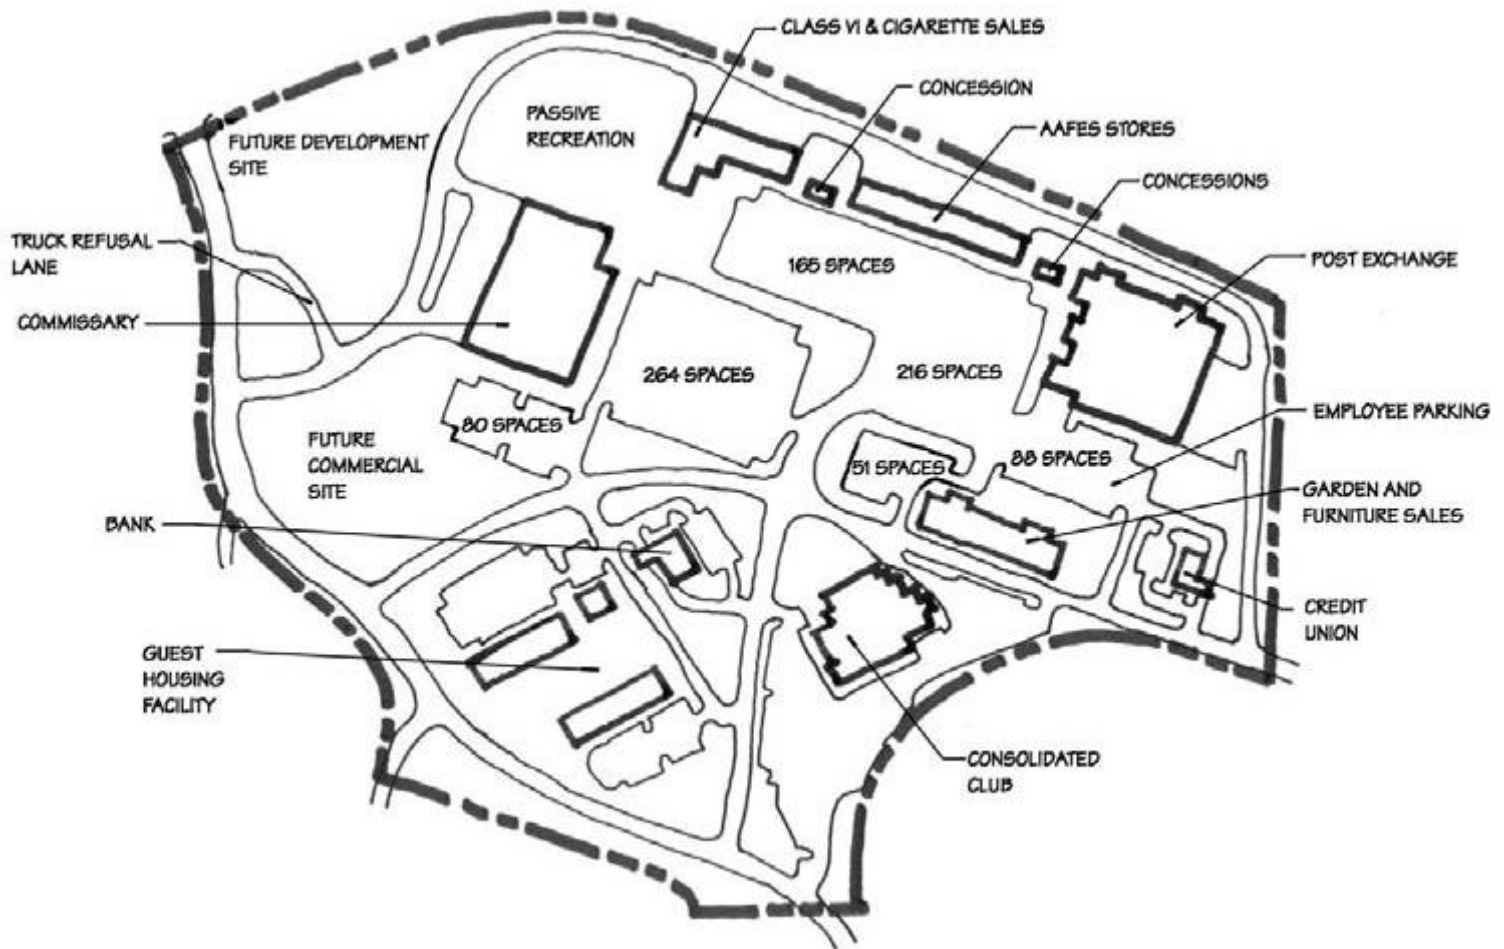 CLASS VI & CIGARETTE SALES
CONCESSION
PASSIVE
RECREATION
AAFES STORES
FUTURE DEVELOPMENT
SITE
CONCESSIONS
TRUCK REFUSAL
LANE
165 SPACES
POST EXCHANGE
COMMISSARY
264 SPACES
216 SPACES
EMPLOYEE PARKING
80 SPACES
FUTURE
COMMERCIAL
SITE
51 SPACES
88 SPACES
GARDEN AND
FURNITURE SALES
BANK
CREDIT
UNION
GUEST
HOUSING
FACILITY
CONSOLIDATED
CLUB